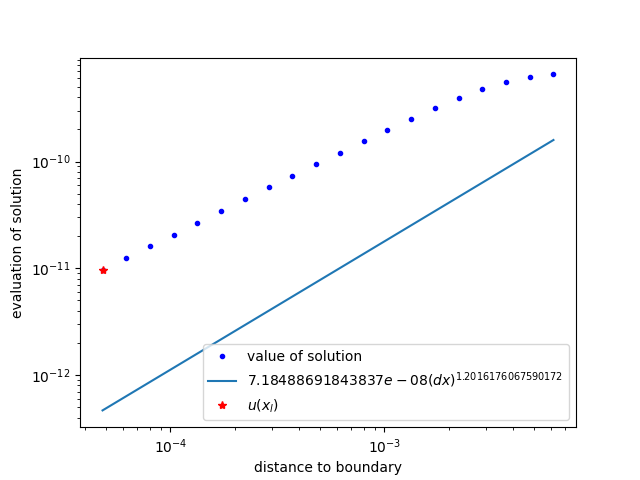 evaluation of solution
10^{-10}
10^{-11}
10^{-12}
value of solution
7.18488691843837e − 08(dx)^{1.2016176067590172}
u(x_l)
10^{-4} 10^{-3}
distance to boundary